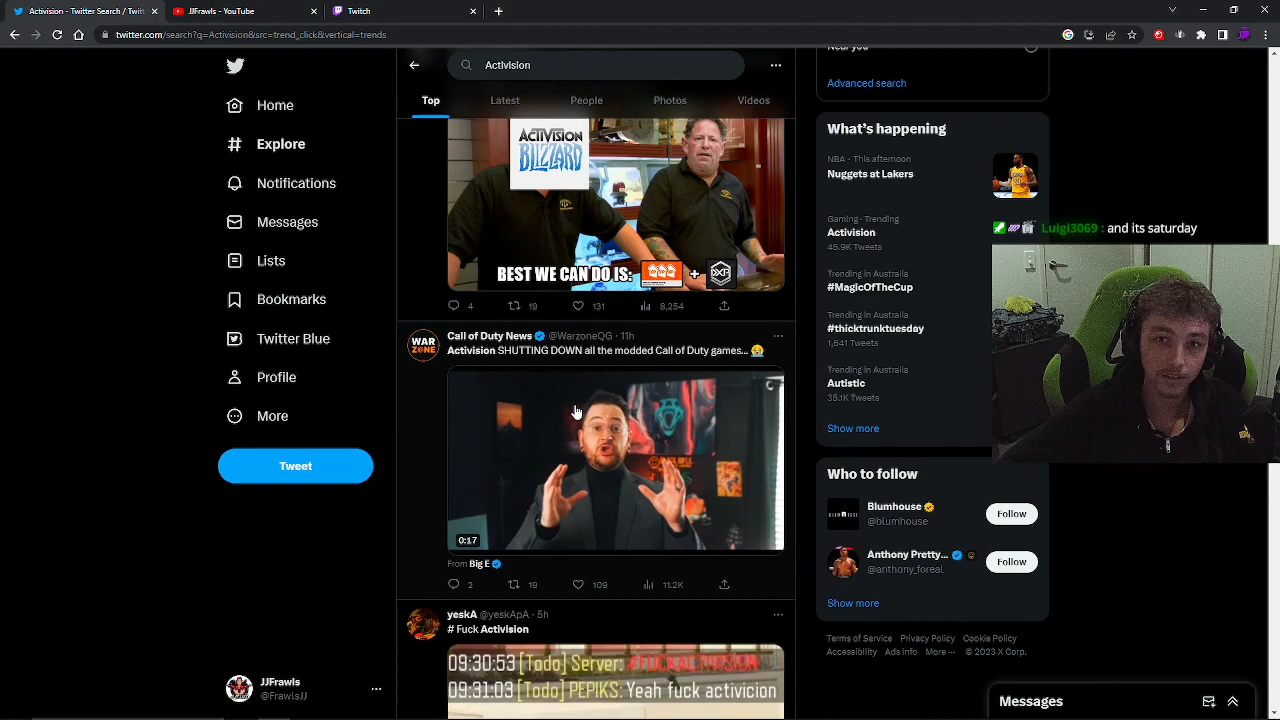 Activision - Twitter Search / Twitt
JJFrawls - YouTube
Twitch
twitter.com/search?q=Activision&src=trend_click&vertical=trends
Home
Explore
Notifications
Messages
Lists
Bookmarks
Twitter Blue
Profile
More
Tweet
JJFrawls
@FrawlsJJ
Activision
Top
Latest
People
Photos
Videos
ACTIVISION
BLIZZARD
BEST WE CAN DO IS:
+
4
19
131
9,254
WAR
ZONE
Call of Duty News @WarzoneQG · 11h
Activision SHUTTING DOWN all the modded Call of Duty games... 😭
0:17
From Big E
2
19
109
11.2K
yeskA @yeskApA · 5h
# Fuck Activision
09:30:53 [Todo] Server: #FUCKACTIVISION
09:31:03 [Todo] PEPIKS: Yeah fuck activicion
Near you
Advanced search
What's happening
NBA · This afternoon
Nuggets at Lakers
Gaming · Trending
Activision
45.9K Tweets
Trending in Australia
#MagicOfTheCup
Trending in Australia
#thicktrunktuesday
1,641 Tweets
Trending in Australia
Autistic
35.1K Tweets
Show more
Luigi3069 : and its saturday
Who to follow
BLUMHOUSE
Blumhouse
@blumhouse
Follow
Anthony Pretty...
@anthony_foreal
Follow
Show more
Terms of Service Privacy Policy Cookie Policy
Accessibility Ads Info More ··· © 2023 X Corp.
Messages